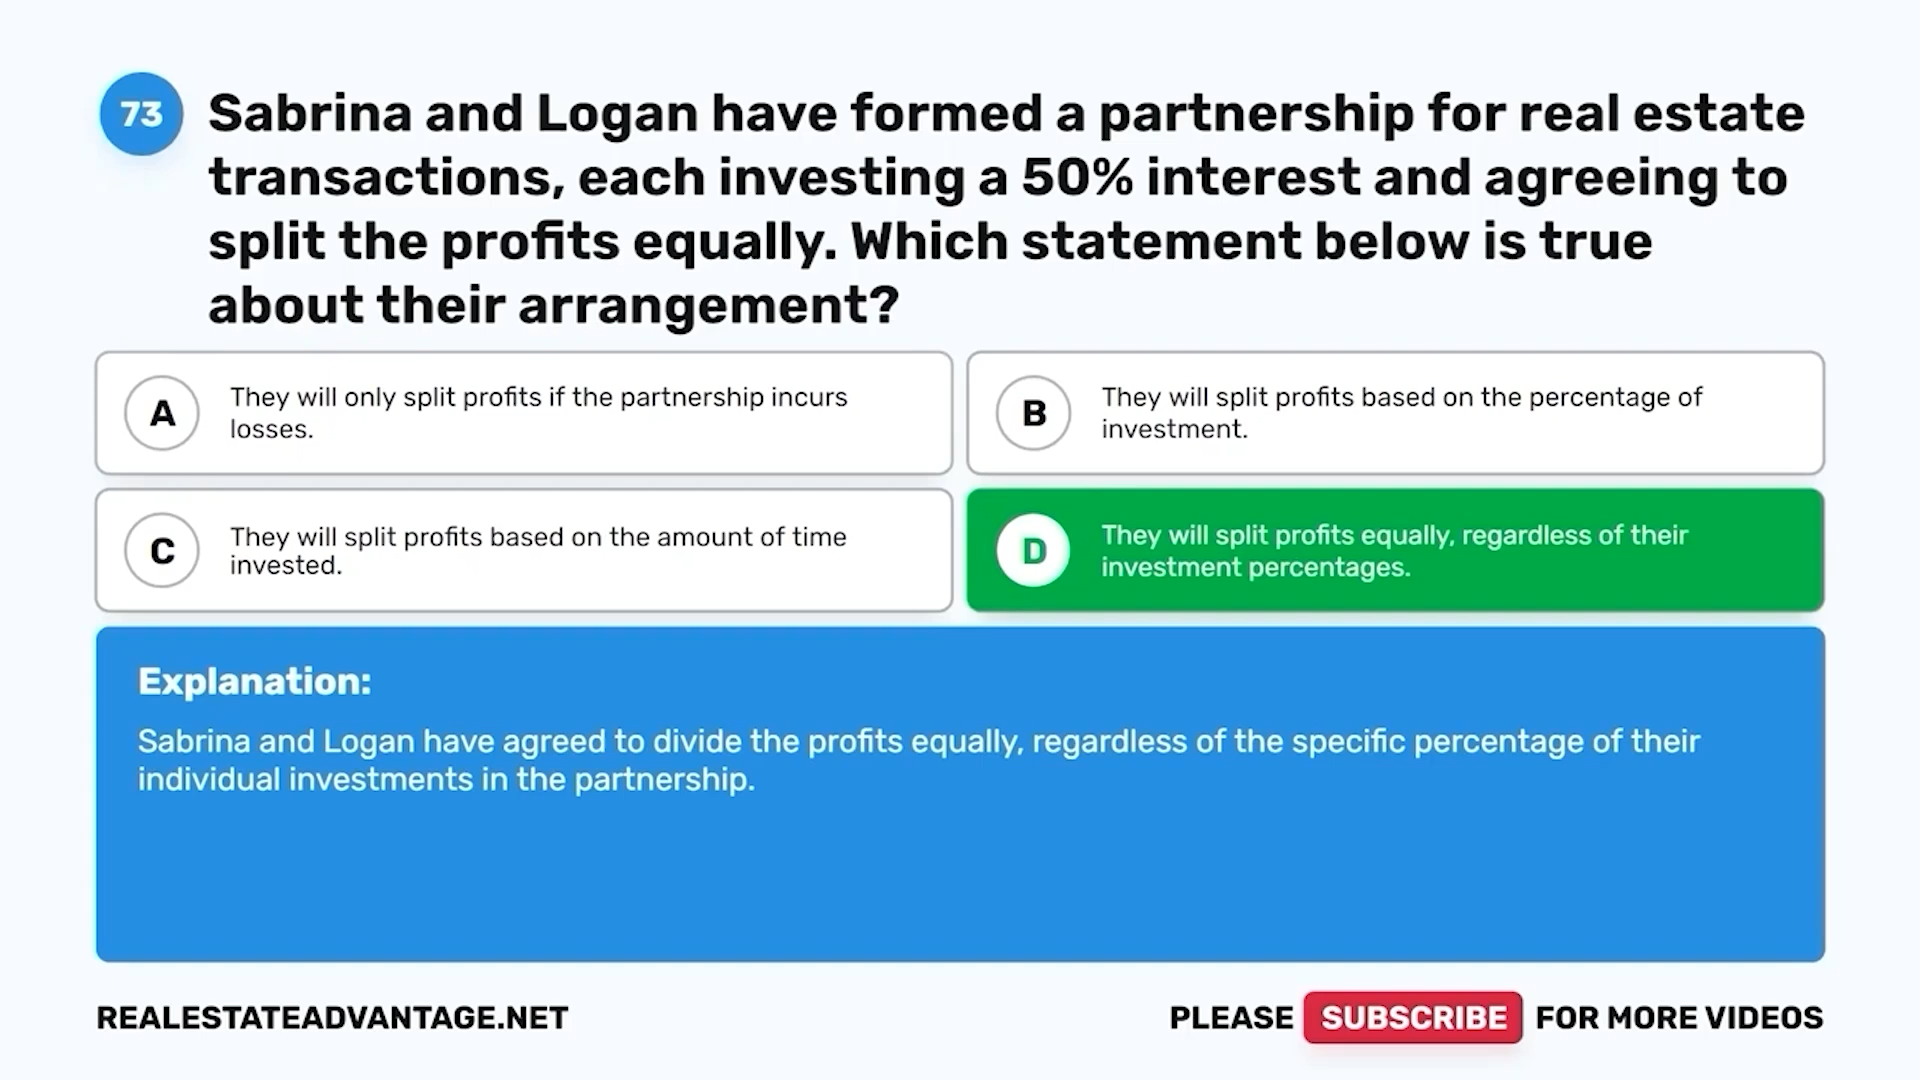 73
Sabrina and Logan have formed a partnership for real estate
transactions, each investing a 50% interest and agreeing to
split the profits equally. Which statement below is true
about their arrangement?
A
They will only split profits if the partnership incurs
losses.
B
They will split profits based on the percentage of
investment.
C
They will split profits based on the amount of time
invested.
D
They will split profits equally, regardless of their
investment percentages.
Explanation:
Sabrina and Logan have agreed to divide the profits equally, regardless of the specific percentage of their
individual investments in the partnership.
REALESTATEADVANTAGE.NET
PLEASE SUBSCRIBE FOR MORE VIDEOS